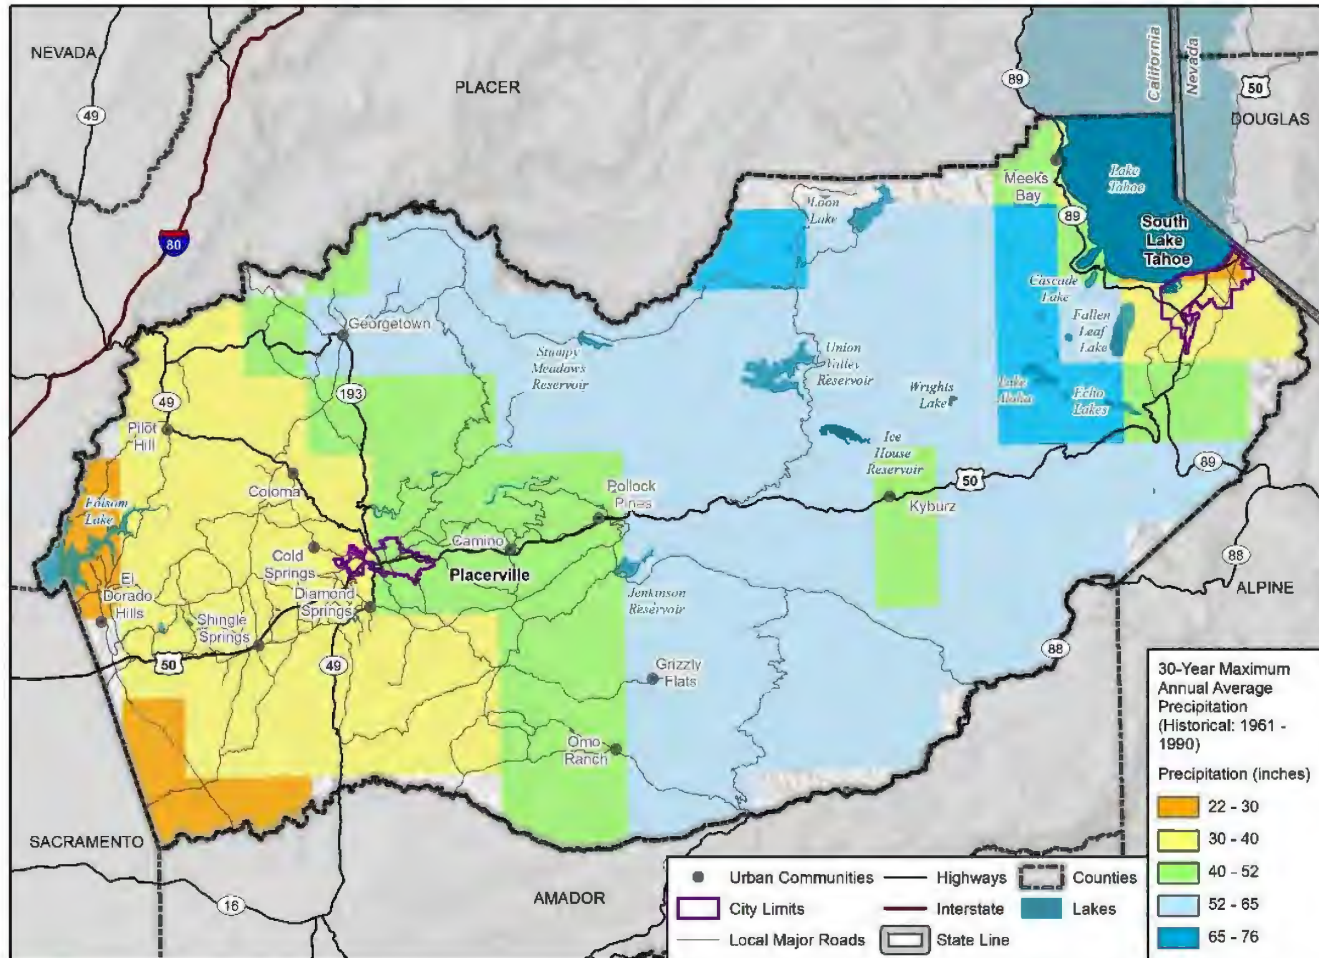 NEVADA
49
PLACER
89
California
Nevada
50
DOUGLAS
80
Meeks
Bay
Lake
Tahoe
89
South
Lake
Tahoe
Loon
Lake
Cascade
Lake
Fallen
Leaf
Lake
Georgetown
Stumpy
Meadows
Reservoir
Union
Valley
Reservoir
Wrights
Lake
Lake
Aloha
Echo
Lakes
49
193
Pilot
Hill
Ice
House
Reservoir
Coloma
Folsom
Lake
Pollock
Pines
50
89
Kyburz
Camino
Cold
Springs
Placerville
88
El
Dorado
Hills
Diamond
Springs
Jenkinson
Reservoir
ALPINE
Shingle
Springs
50
49
88
Grizzly
Flats
Omo
Ranch
SACRAMENTO
AMADOR
16
30-Year Maximum
Annual Average
Precipitation
(Historical: 1961 -
1990)
Precipitation (inches)
22 - 30
30 - 40
40 - 52
52 - 65
65 - 76
Urban Communities
Highways
Counties
City Limits
Interstate
Lakes
Local Major Roads
State Line